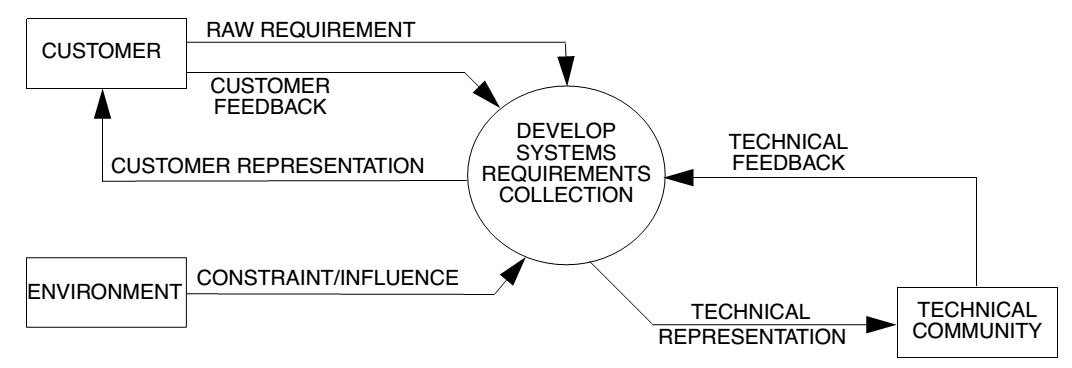 RAW REQUIREMENT
CUSTOMER
CUSTOMER
FEEDBACK
DEVELOP
SYSTEMS
REQUIREMENTS
COLLECTION
TECHNICAL
FEEDBACK
CUSTOMER REPRESENTATION
CONSTRAINT/INFLUENCE
ENVIRONMENT
TECHNICAL
REPRESENTATION
TECHNICAL
COMMUNITY